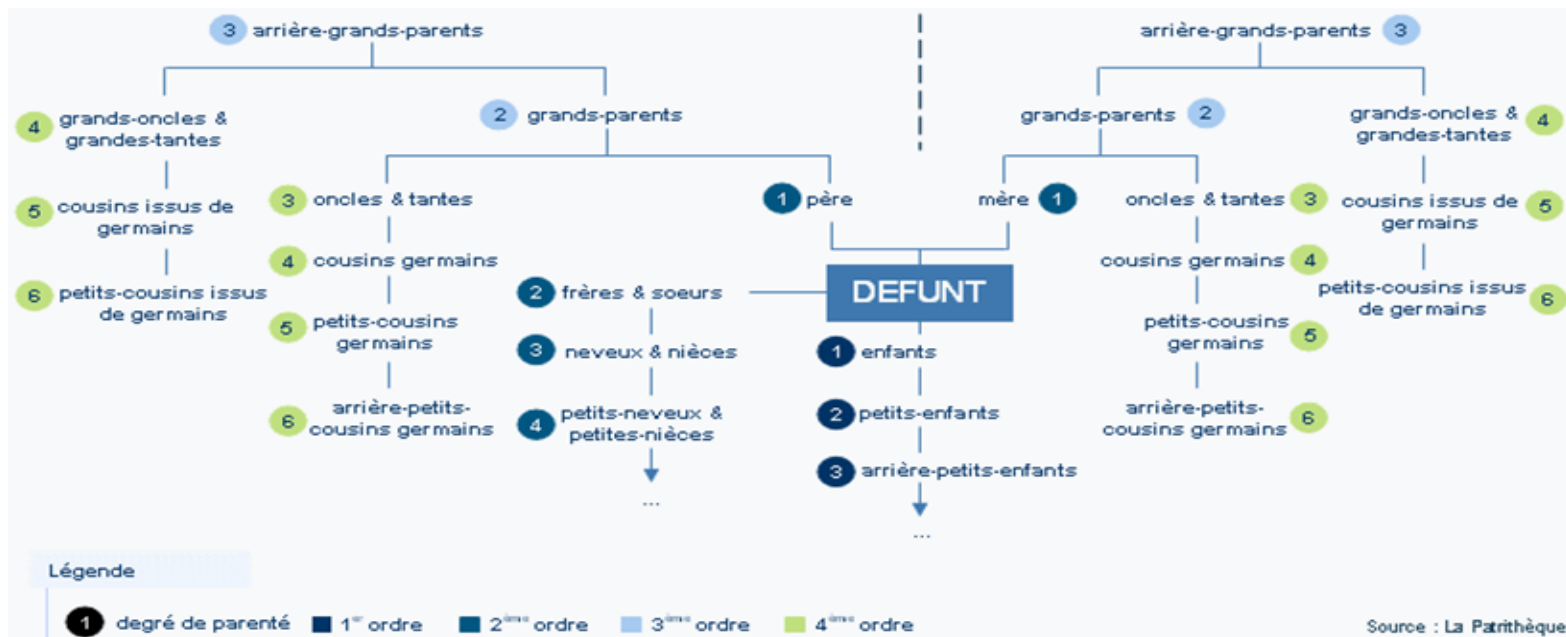 3 arrière-grands-parents
arrière-grands-parents 3
4 grands-oncles &
grandes-tantes
2 grands-parents
grands-parents 2
grands-oncles & 4
grandes-tantes
5 cousins issus de
germains
3 oncles & tantes
1 père
mère 1
oncles & tantes 3
cousins issus de 5
germains
6 petits-cousins issus
de germains
4 cousins germains
2 frères & soeurs
DEFUNT
cousins germains 4
petits-cousins issus 6
de germains
5 petits-cousins
germains
3 neveux & nièces
1 enfants
petits-cousins 5
germains
6 arrière-petits-
cousins germains
4 petits-neveux &
petites-nièces
2 petits-enfants
arrière-petits- 6
cousins germains
3 arrière-petits-enfants
...
...
Légende
1 degré de parenté 1er ordre 2ème ordre 3ème ordre 4ème ordre
Source : La Patrithèque